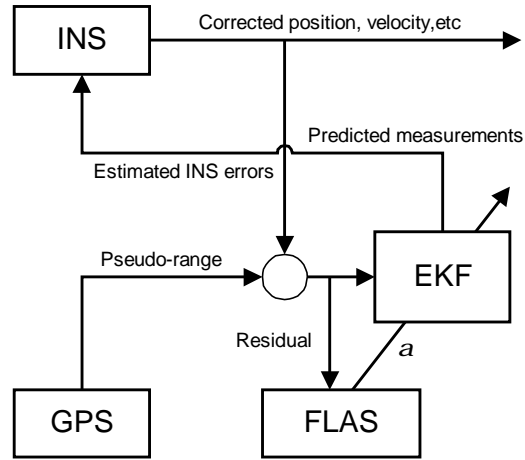 INS
Corrected position, velocity,etc
Predicted measurements
Estimated INS errors
Pseudo-range
EKF
Residual
a
GPS
FLAS